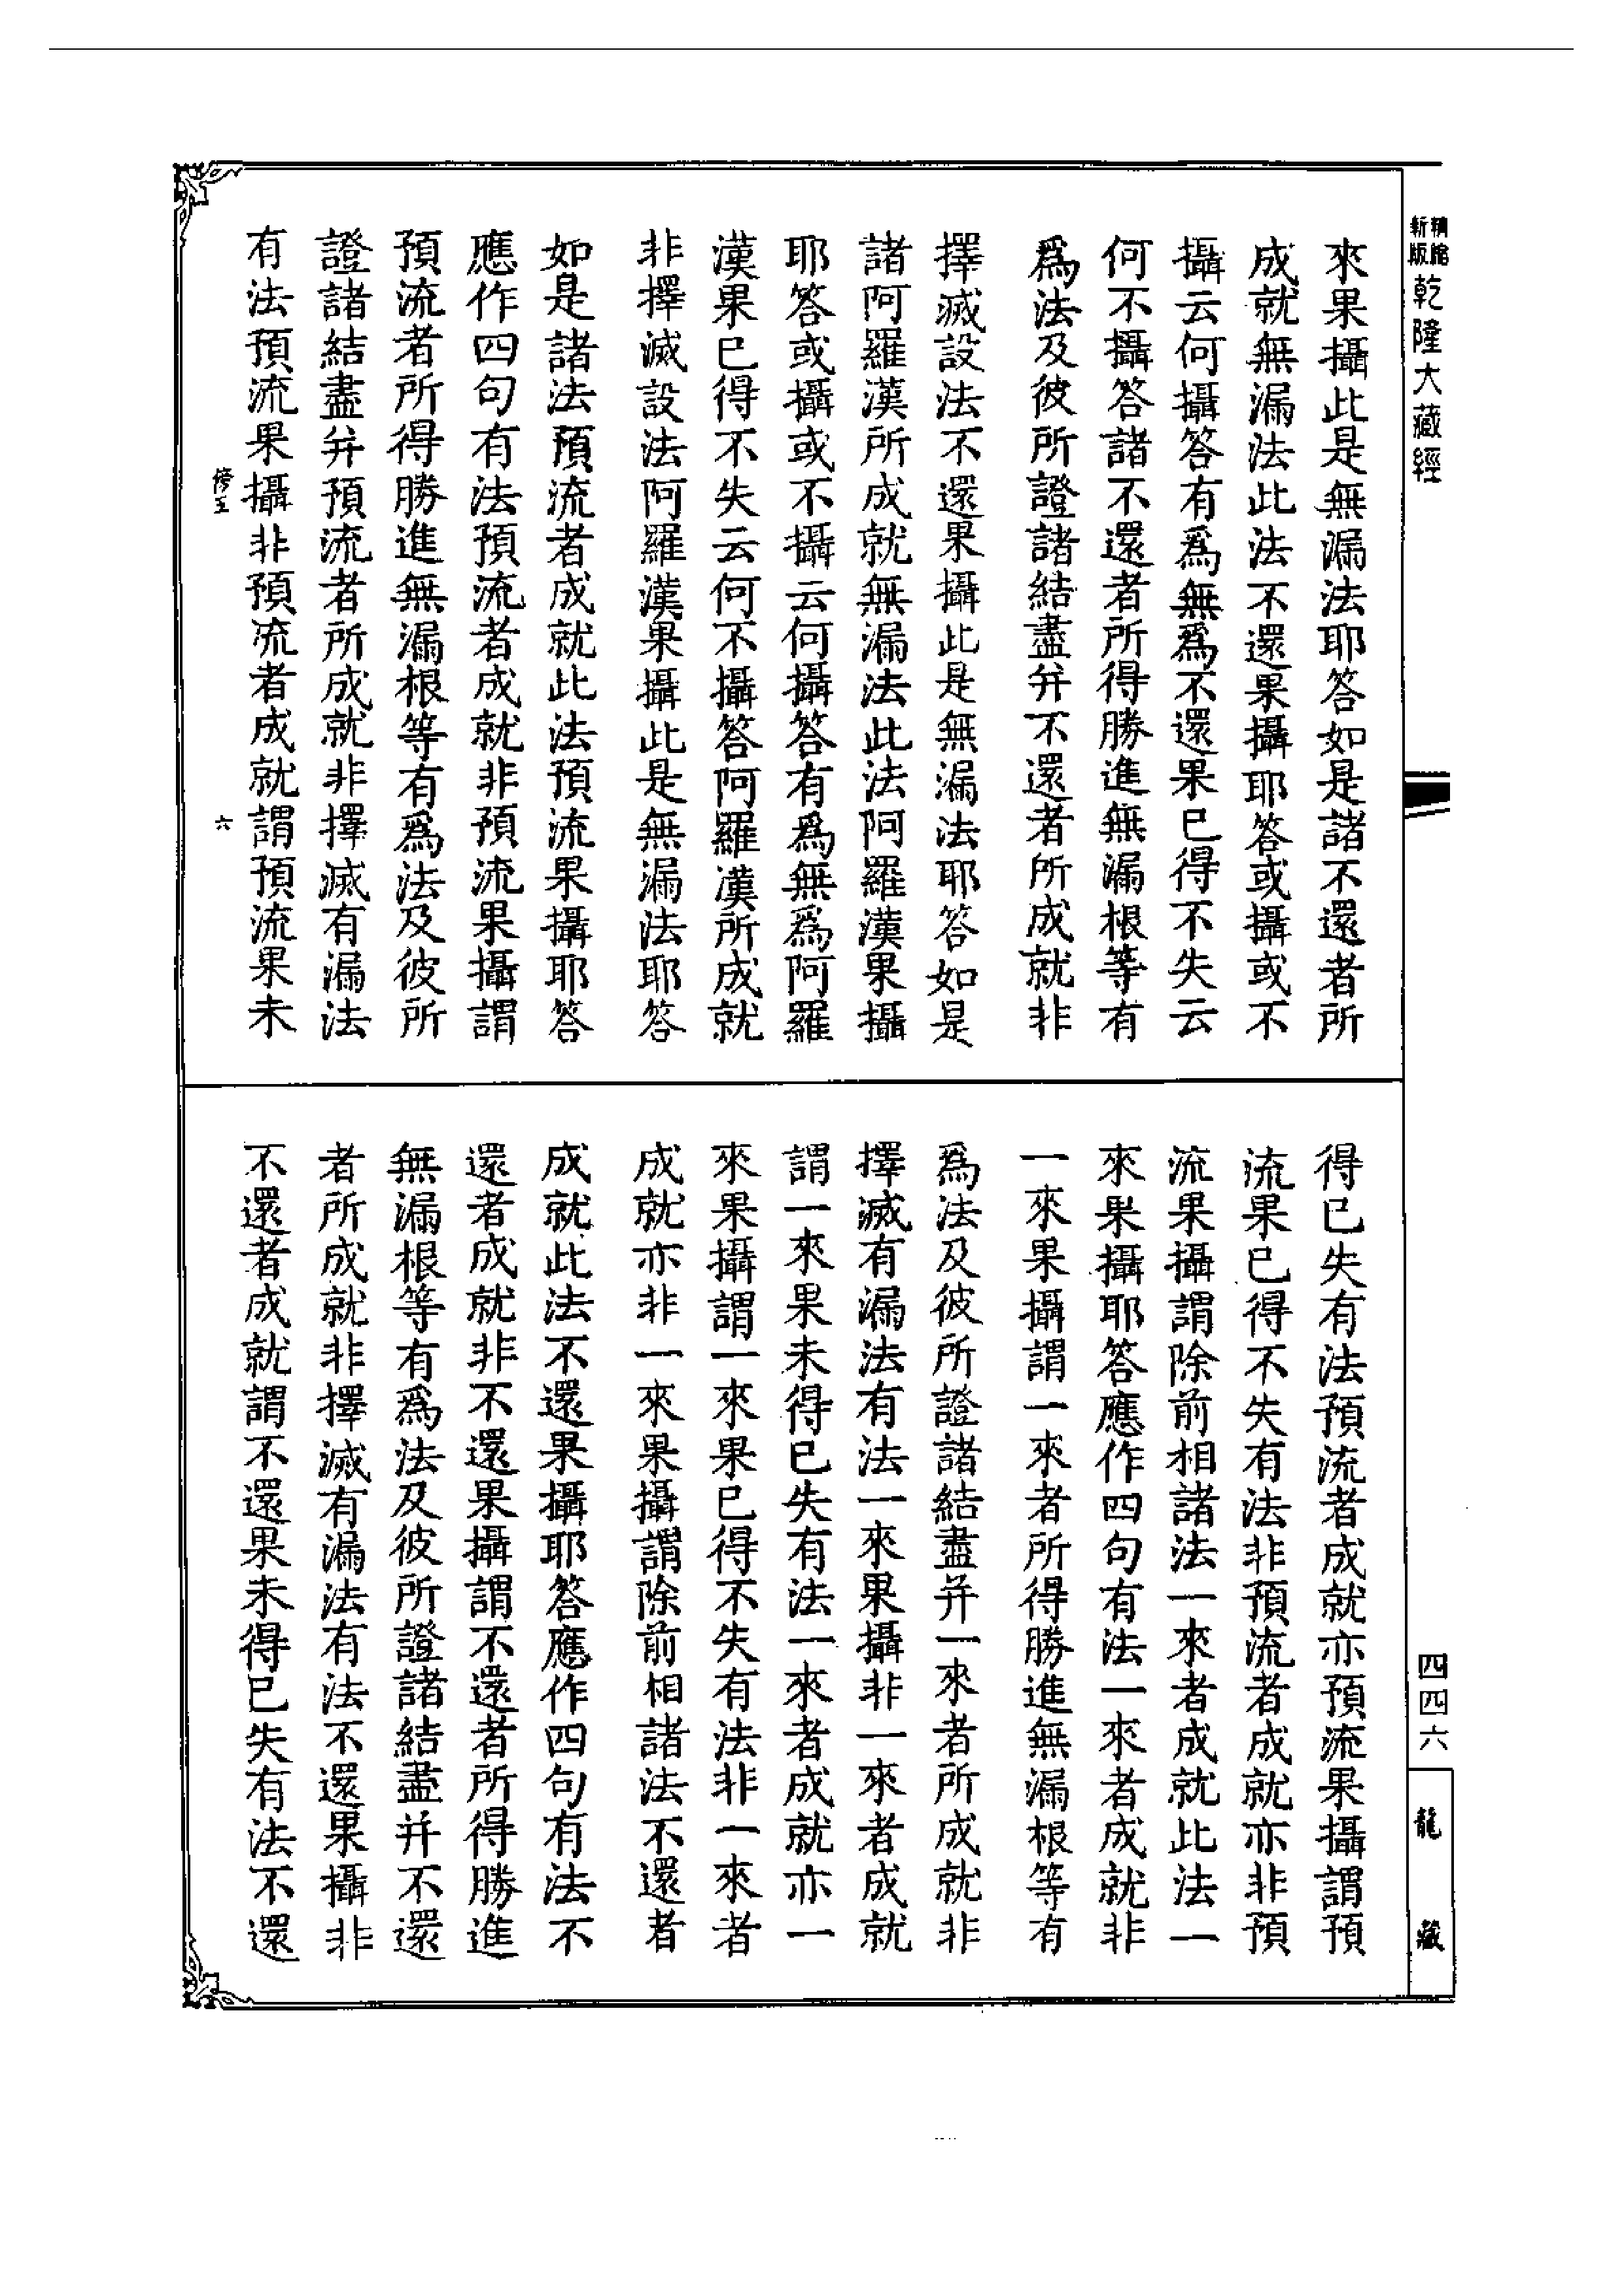 精縮
新版
乾隆大藏經
來果攝此是無漏法耶答如是諸不還者所
成就無漏法此法不還果攝耶答或攝或不
攝云何攝答有爲無爲不還果已得不失云
何不攝答諸不還者所得勝進無漏根等有
爲法及彼所證諸結盡并不還者所成就非
擇滅設法不還果攝此是無漏法耶答如是
諸阿羅漢所成就無漏法此法阿羅漢果攝
耶答或攝或不攝云何攝答有爲無爲阿羅
漢果已得不失云何不攝答阿羅漢所成就
非擇滅設法阿羅漢果攝此是無漏法耶答
如是諸法預流者成就此法預流果攝耶答
應作四句有法預流者成就非預流果攝謂
預流者所得勝進無漏根等有爲法及彼所
證諸結盡并預流者所成就非擇滅有漏法
有法預流果攝非預流者成就謂預流果未
六
得已失有法預流者成就亦預流果攝謂預
流果已得不失有法非預流者成就亦非預
流果攝謂除前相諸法一來者成就此法一
來果攝耶答應作四句有法一來者成就非
一來果攝謂一來者所得勝進無漏根等有
爲法及彼所證諸結盡并一來者所成就非
擇滅有漏法有法一來果攝非一來者成就
謂一來果未得已失有法一來者成就亦一
來果攝謂一來果已得不失有法非一來者
成就亦非一來果攝謂除前相諸法不還者
成就此法不還果攝耶答應作四句有法不
還者成就非不還果攝謂不還者所得勝進
無漏根等有爲法及彼所證諸結盡并不還
者所成就非擇滅有漏法有法不還果攝非
不還者成就謂不還果未得已失有法不還
四四六
龍藏